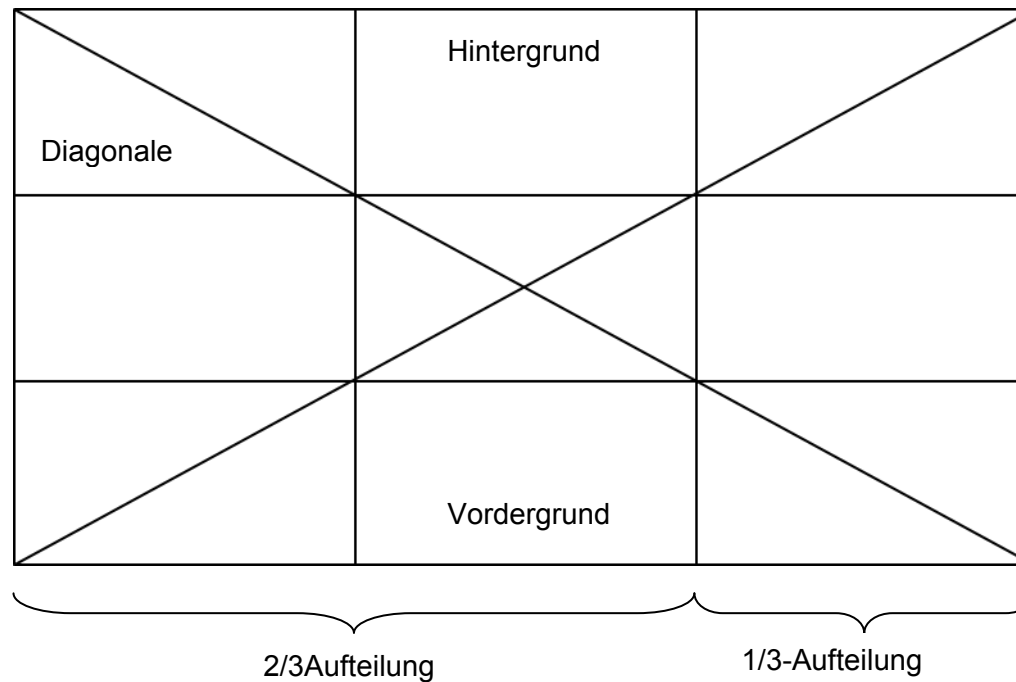 Hintergrund
Diagonale
Vordergrund
2/3Aufteilung
1/3-Aufteilung